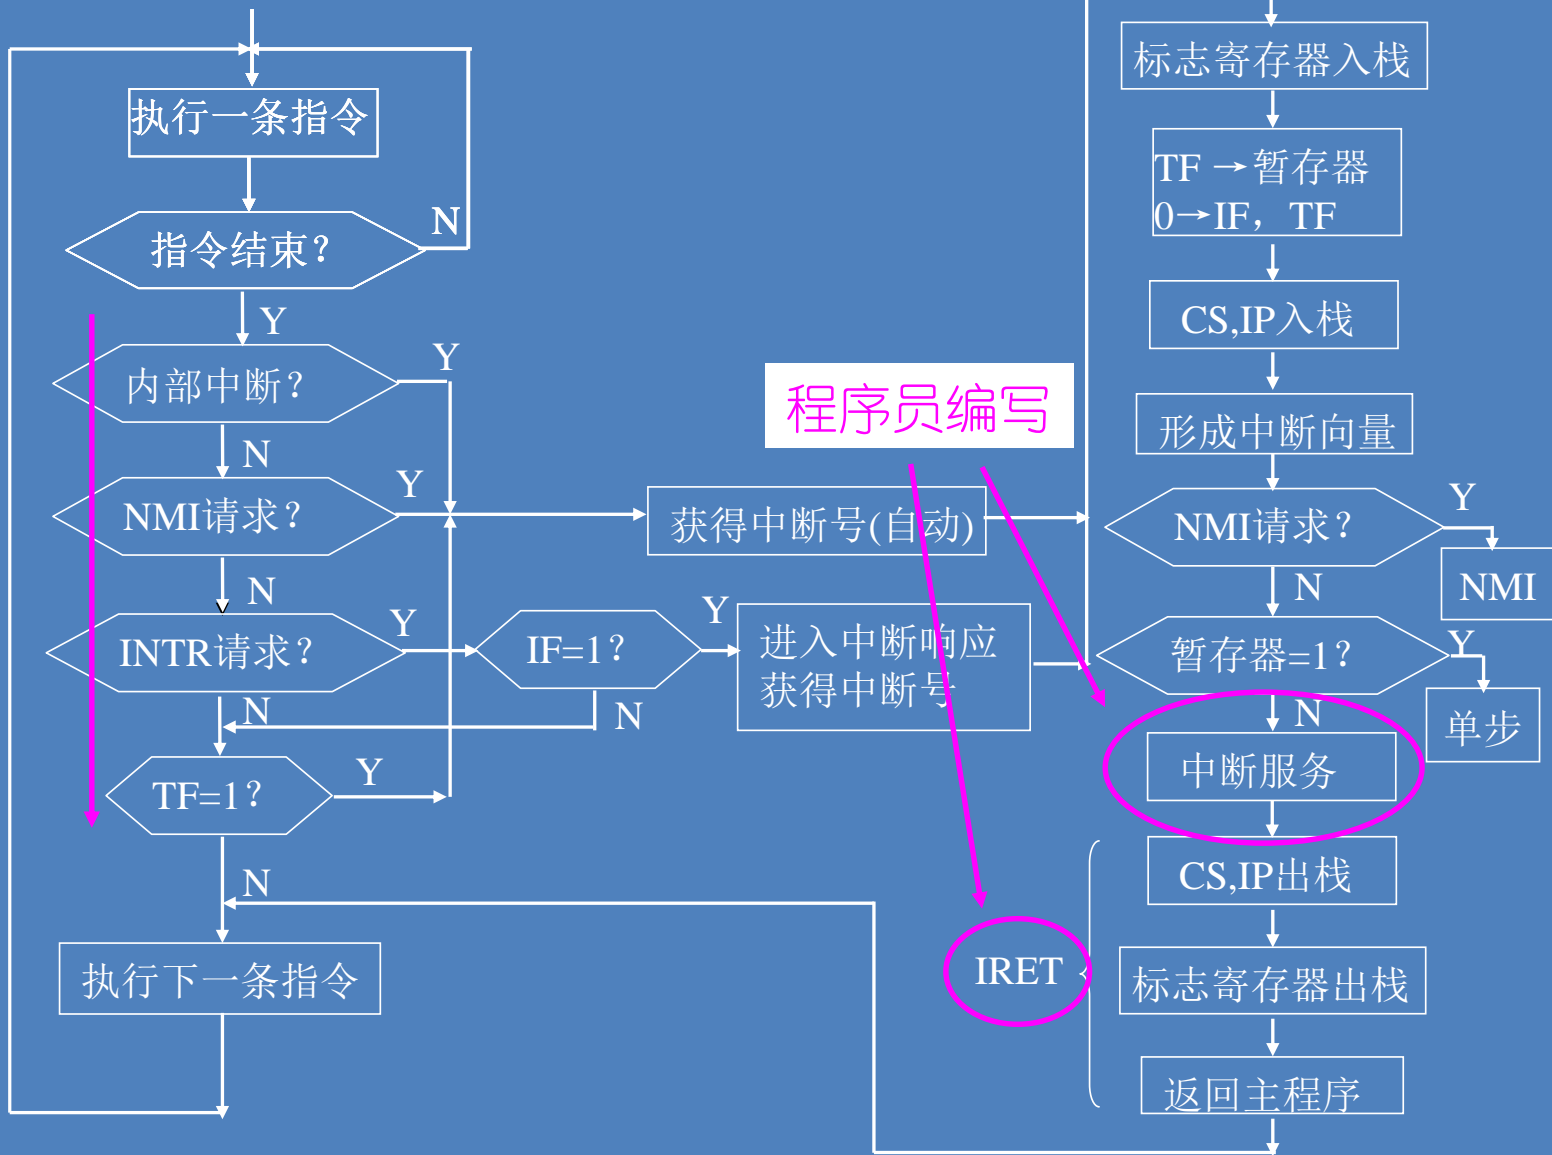 执行一条指令
指令结束？
N
Y
内部中断？
Y
N
NMI请求？
Y
N
INTR请求？
Y
IF=1？
Y
N
N
TF=1？
Y
N
执行下一条指令
获得中断号(自动)
进入中断响应
获得中断号
程序员编写
标志寄存器入栈
TF→暂存器
0→IF，TF
CS,IP入栈
形成中断向量
NMI请求？
Y
NMI
N
暂存器=1？
Y
单步
N
中断服务
IRET
CS,IP出栈
标志寄存器出栈
返回主程序